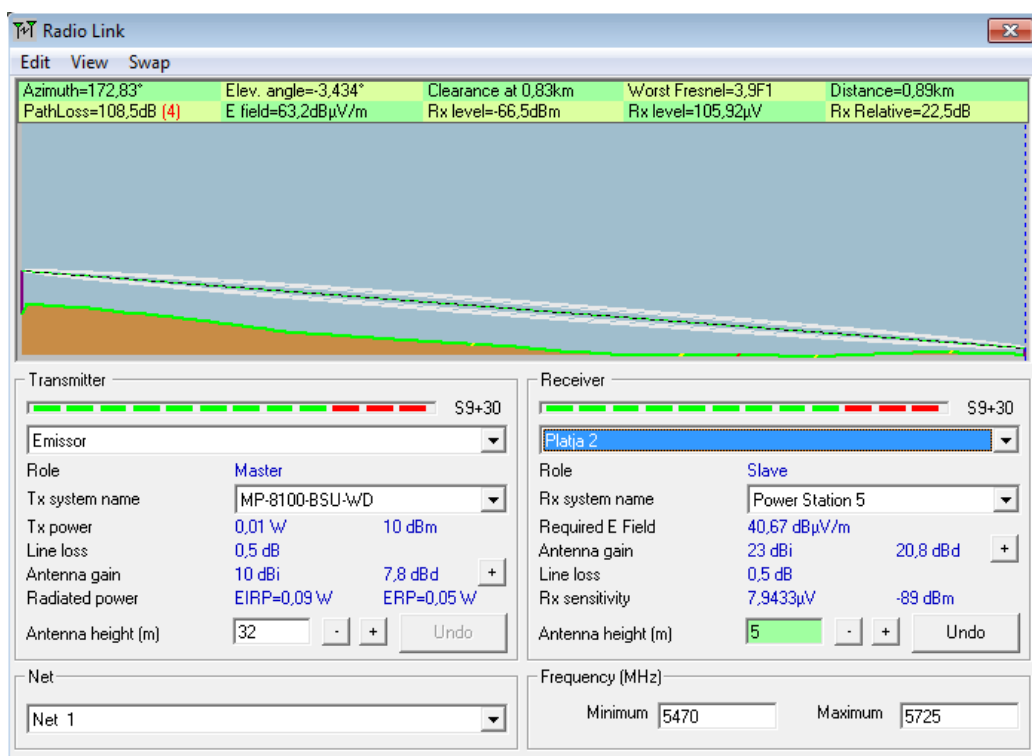 Radio Link
Edit View Swap
Azimuth=172,83° Elev. angle=-3,434° Clearance at 0,83km Worst Fresnel=3,9F1 Distance=0,89km
PathLoss=108,5dB (4) E field=63,2dBµV/m Rx level=-66,5dBm Rx level=105,92µV Rx Relative=22,5dB
Transmitter
S9+30
Emissor
Role Master
Tx system name MP-8100-BSU-WD
Tx power 0,01 W 10 dBm
Line loss 0,5 dB
Antenna gain 10 dBi 7,8 dBd +
Radiated power EIRP=0,09 W ERP=0,05 W
Antenna height (m) 32 - + Undo
Receiver
S9+30
Platja 2
Role Slave
Rx system name Power Station 5
Required E Field 40,67 dBµV/m
Antenna gain 23 dBi 20,8 dBd +
Line loss 0,5 dB
Rx sensitivity 7,9433µV -89 dBm
Antenna height (m) 5 - + Undo
Net
Net 1
Frequency (MHz)
Minimum 5470 Maximum 5725